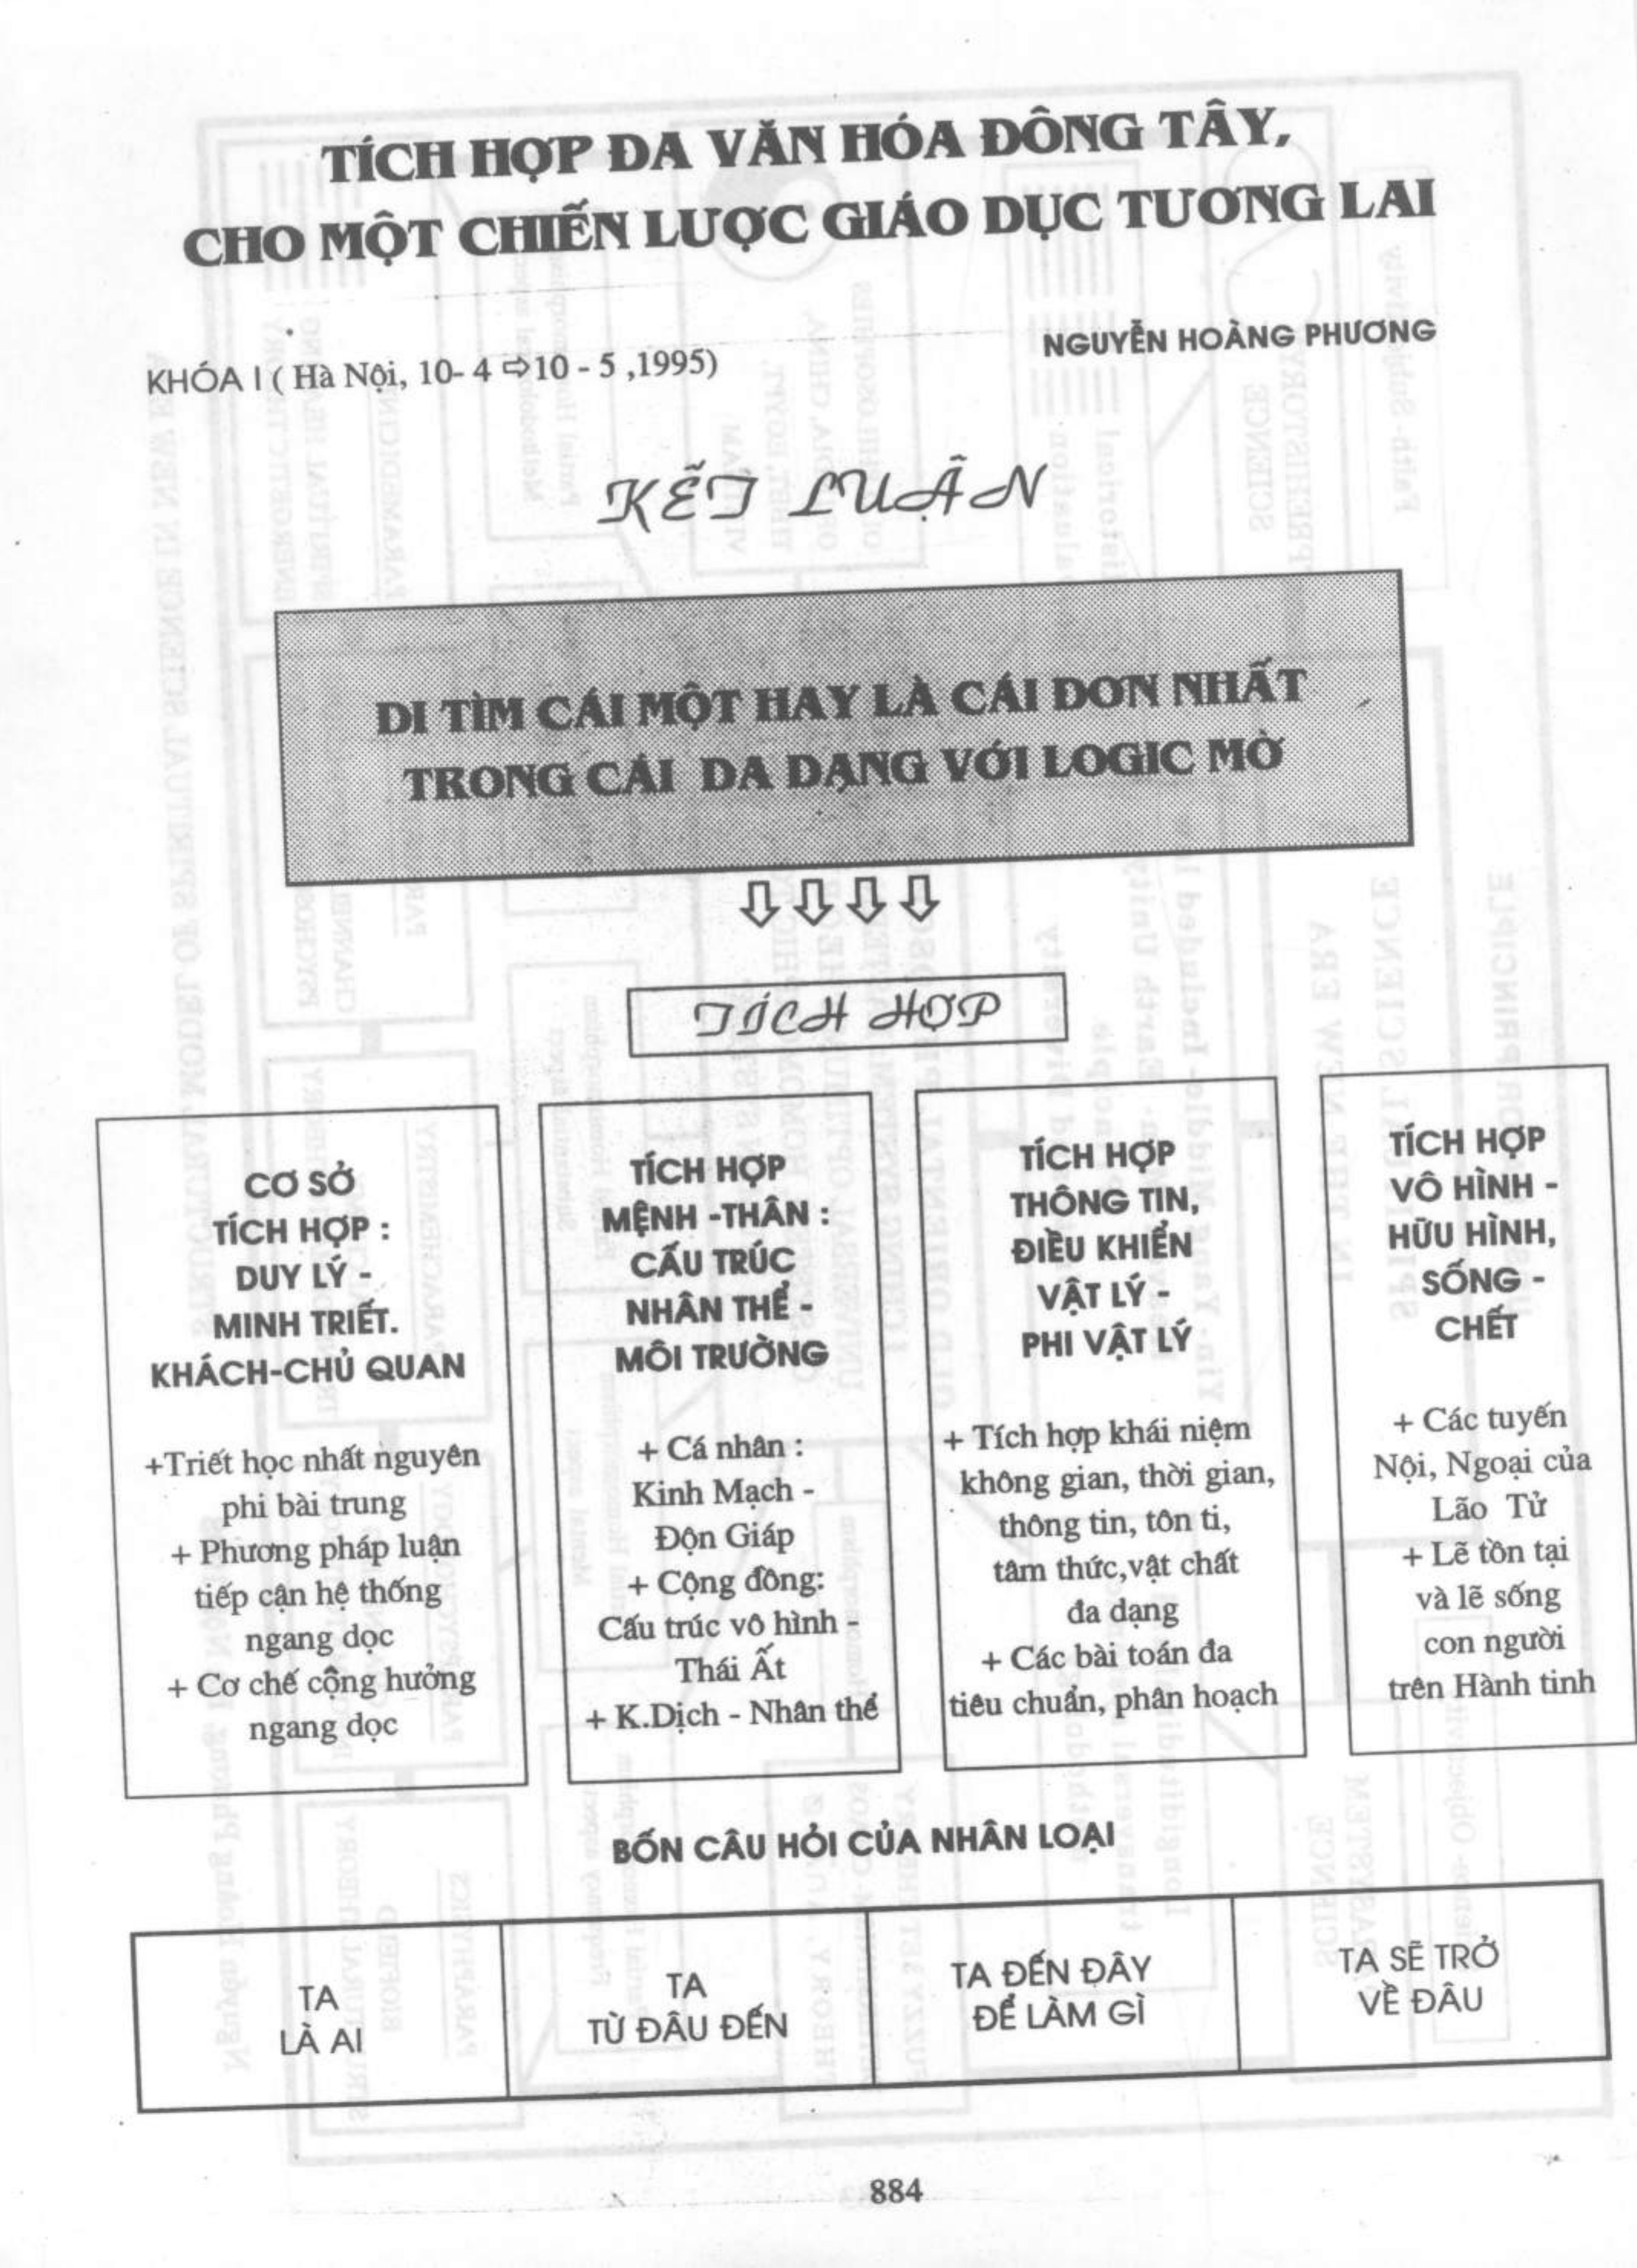 TÍCH HỢP ĐA VĂN HÓA ĐÔNG TÂY,
CHO MỘT CHIẾN LƯỢC GIÁO DỤC TƯƠNG LAI
NGUYỄN HOÀNG PHƯƠNG
KHÓA I ( Hà Nội, 10- 4 ⇨10 - 5 ,1995)
KẾT LUẬN
DI TÌM CÁI MỘT HAY LÀ CÁI DƠN NHẤT
TRONG CÁI DA DẠNG VỚI LOGIC MỜ
⇩ ⇩ ⇩ ⇩
TÍCH HỢP
CƠ SỞ
TÍCH HỢP :
DUY LÝ -
MINH TRIẾT.
KHÁCH-CHỦ QUAN
+Triết học nhất nguyên
phi bài trung
+ Phương pháp luận
tiếp cận hệ thống
ngang dọc
+ Cơ chế cộng hưởng
ngang dọc
TÍCH HỢP
MỆNH -THÂN :
CẤU TRÚC
NHÂN THỂ -
MÔI TRƯỜNG
+ Cá nhân :
Kinh Mạch -
Độn Giáp
+ Cộng đồng:
Cấu trúc vô hình -
Thái Ất
+ K.Dịch - Nhân thể
TÍCH HỢP
THÔNG TIN,
ĐIỀU KHIỂN
VẬT LÝ -
PHI VẬT LÝ
+ Tích hợp khái niệm
không gian, thời gian,
thông tin, tôn ti,
tâm thức,vật chất
đa dạng
+ Các bài toán đa
tiêu chuẩn, phân hoạch
TÍCH HỢP
VÔ HÌNH -
HỮU HÌNH,
SỐNG -
CHẾT
+ Các tuyến
Nội, Ngoại của
Lão Tử
+ Lẽ tồn tại
và lẽ sống
con người
trên Hành tinh
BỐN CÂU HỎI CỦA NHÂN LOẠI
TA
LÀ AI
TA
TỪ ĐÂU ĐẾN
TA ĐẾN ĐÂY
ĐỂ LÀM GÌ
TA SẼ TRỞ
VỀ ĐÂU
884